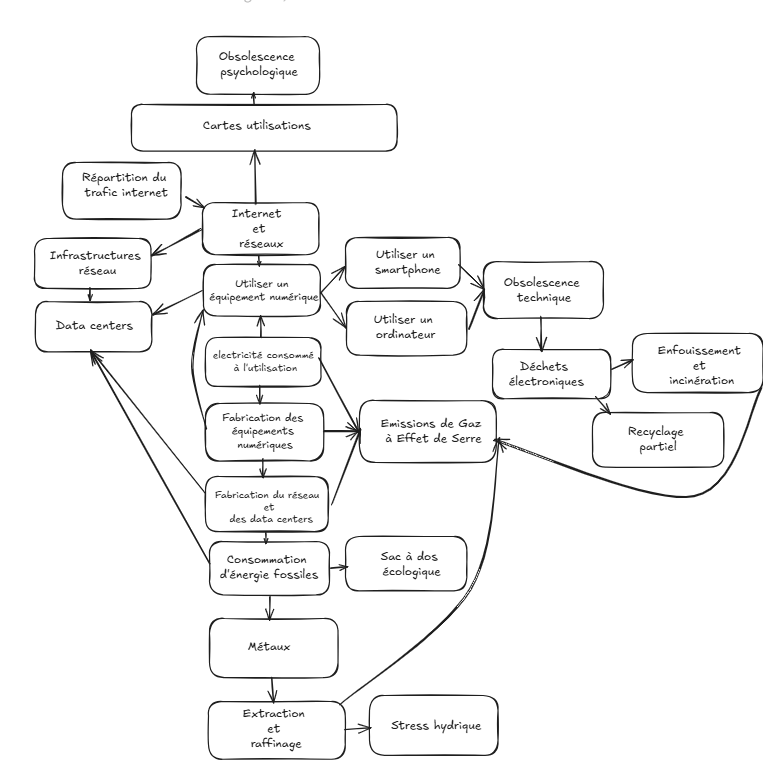 Obsolescence
psychologique
Cartes utilisations
Répartition du
trafic internet
Internet
et
réseaux
Infrastructures
réseau
Utiliser un
smartphone
Utiliser un
équipement numérique
Obsolescence
technique
Data centers
Utiliser un
ordinateur
electricité consommé
à l'utilisation
Déchets
électroniques
Enfouissement
et
incinération
Fabrication des
équipements
numériques
Emissions de Gaz
à Effet de Serre
Recyclage
partiel
Fabrication du réseau
et
des data centers
Consommation
d'énergie fossiles
Sac à dos
écologique
Métaux
Extraction
et
raffinage
Stress hydrique